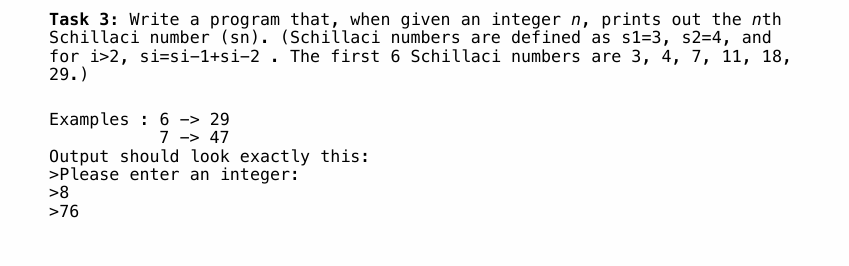 Task 3: Write a program that, when given an integer n, prints out the nth
Schillaci number (sn). (Schillaci numbers are defined as s1=3, s2=4, and
for i>2, si=si-1+si-2 . The first 6 Schillaci numbers are 3, 4, 7, 11, 18,
29.)
Examples : 6 -> 29
7 -> 47
Output should look exactly this:
>Please enter an integer:
>8
>76